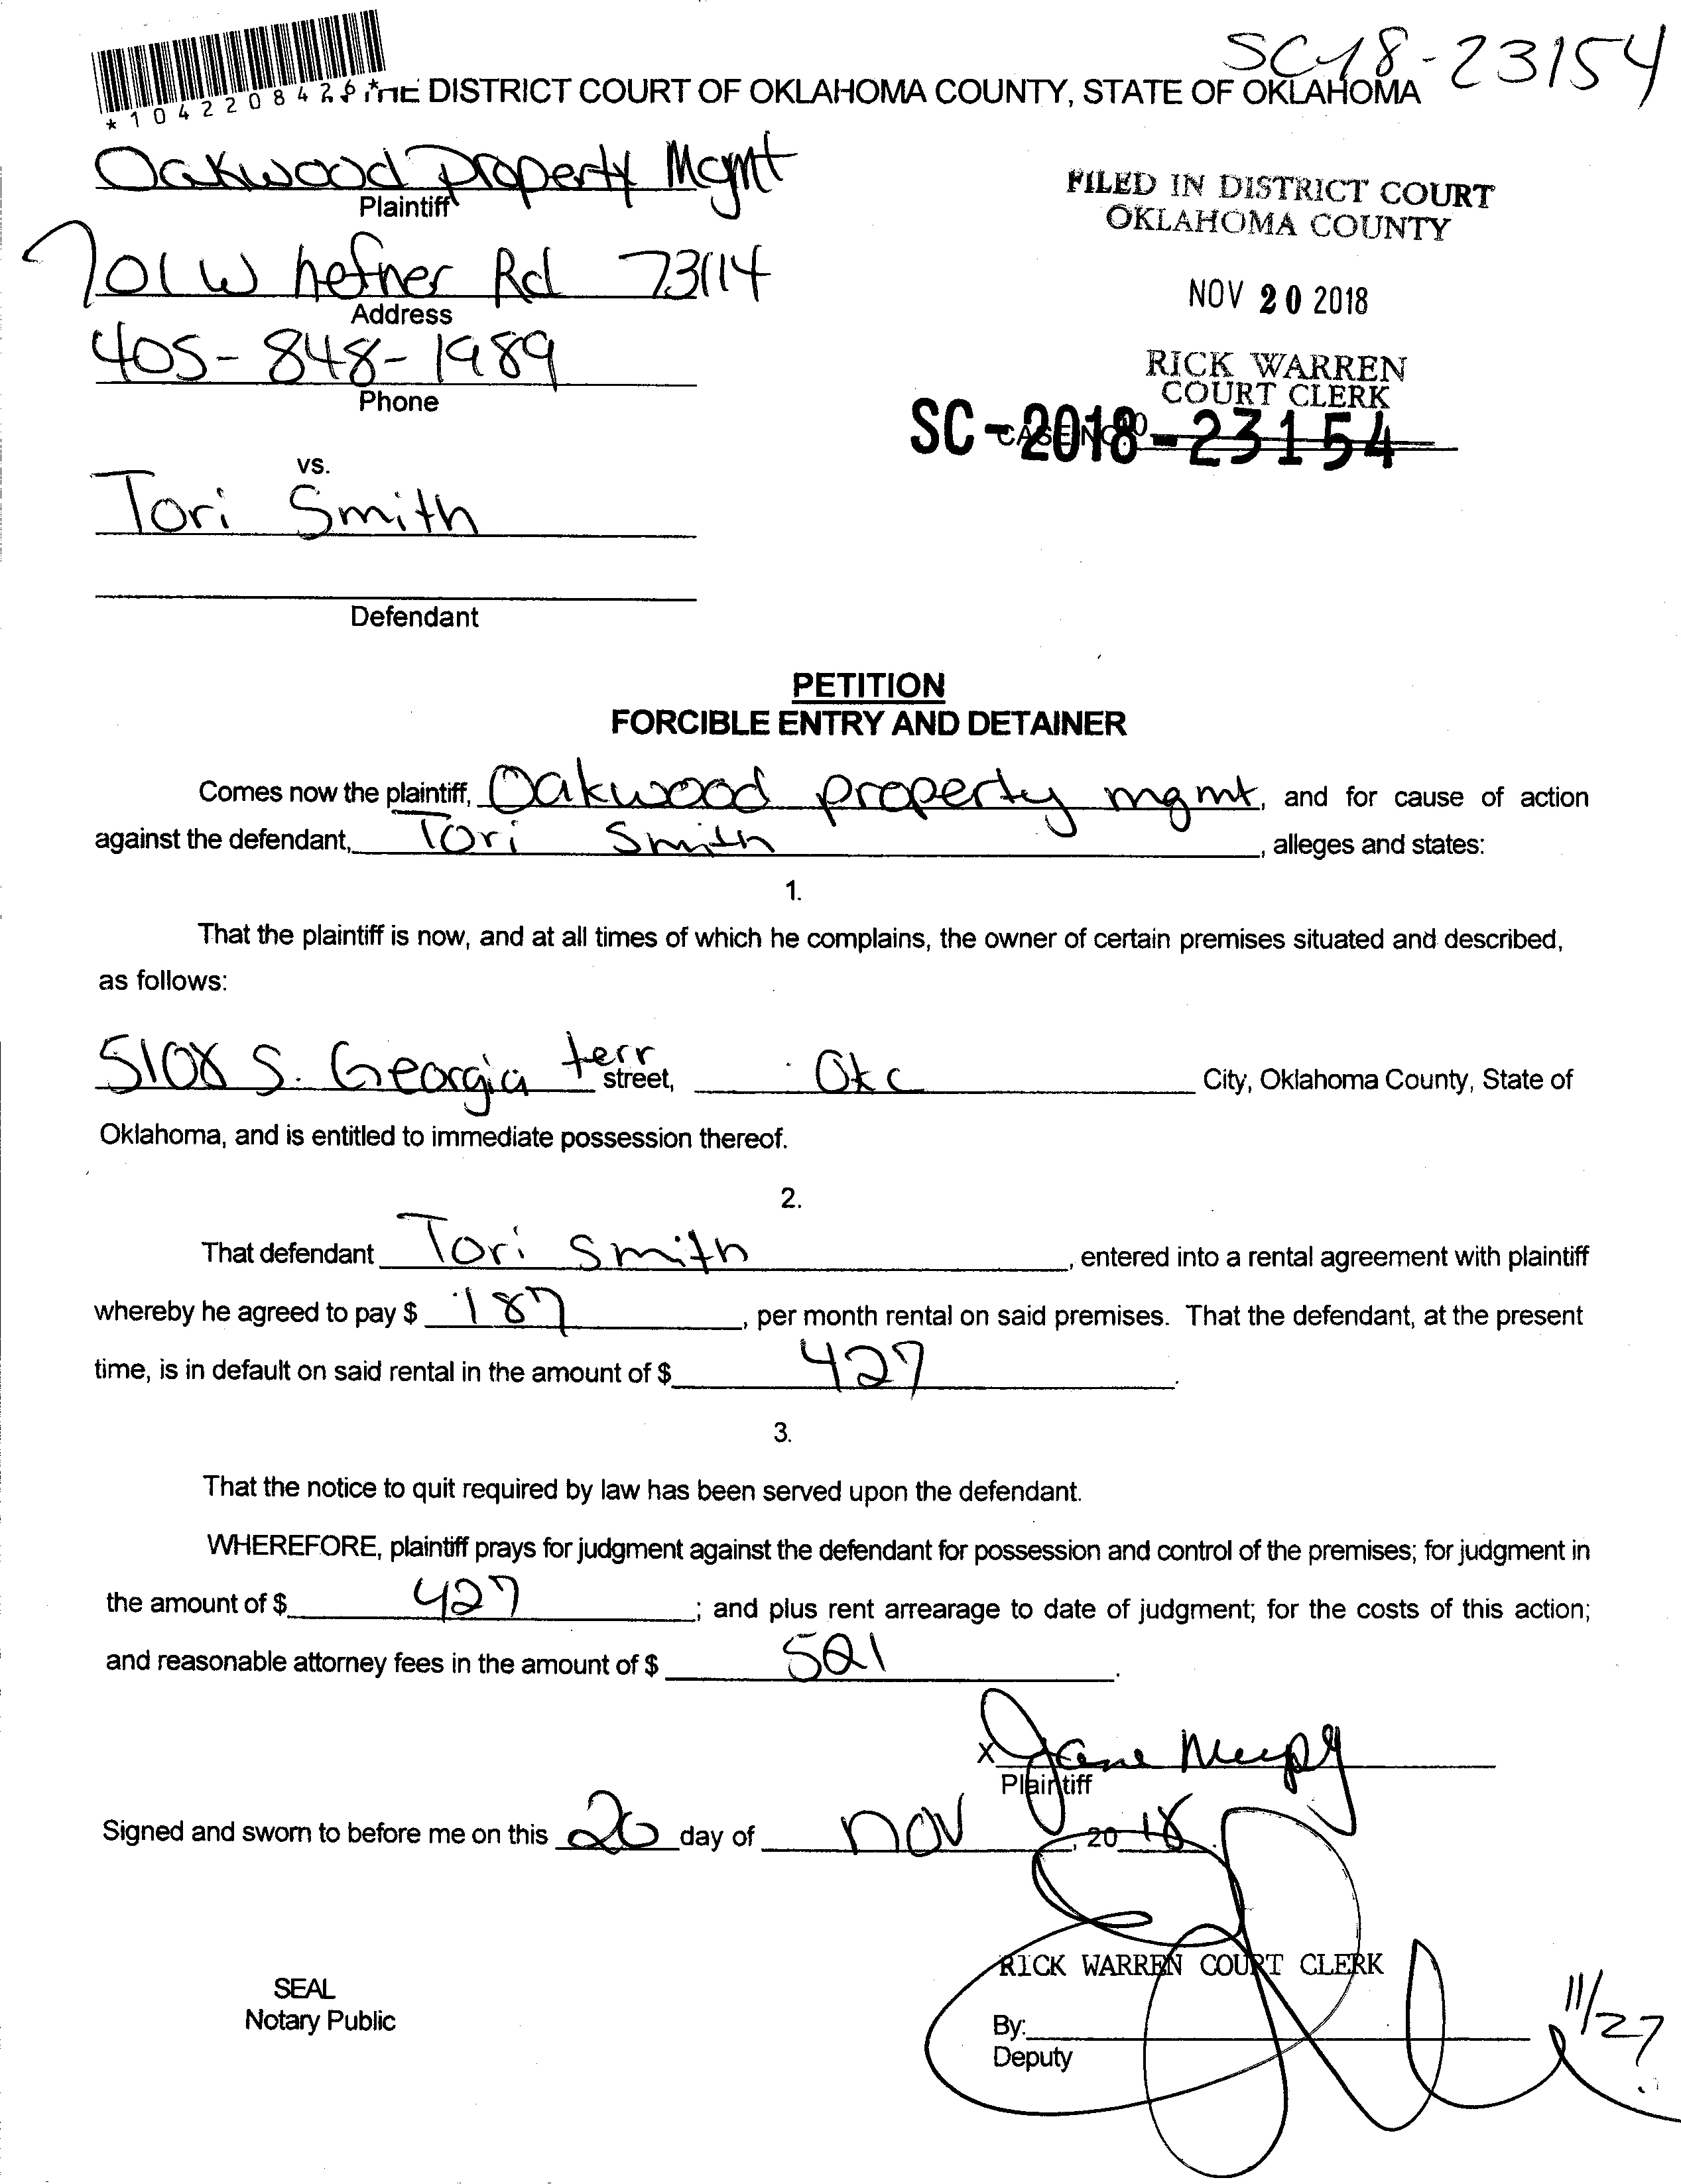 SC18-23154
*1042208426*
THE DISTRICT COURT OF OKLAHOMA COUNTY, STATE OF OKLAHOMA
Oakwood Property Mgmt
Plaintiff
701 W hefner Rd 73114
Address
405-848-1989
Phone
FILED IN DISTRICT COURT
OKLAHOMA COUNTY
NOV 20 2018
RICK WARREN
COURT CLERK
CASE NO.
SC-2018-23154
vs.
Tori Smith
Defendant
PETITION
FORCIBLE ENTRY AND DETAINER
Comes now the plaintiff, Oakwood property mgmt, and for cause of action
against the defendant, Tori Smith, alleges and states:
1.
That the plaintiff is now, and at all times of which he complains, the owner of certain premises situated and described,
as follows:
5108 S. Georgia terr street, Okc City, Oklahoma County, State of
Oklahoma, and is entitled to immediate possession thereof.
2.
That defendant Tori Smith, entered into a rental agreement with plaintiff
whereby he agreed to pay $ 187, per month rental on said premises. That the defendant, at the present
time, is in default on said rental in the amount of $ 427.
3.
That the notice to quit required by law has been served upon the defendant.
WHEREFORE, plaintiff prays for judgment against the defendant for possession and control of the premises; for judgment in
the amount of $ 427; and plus rent arrearage to date of judgment; for the costs of this action;
and reasonable attorney fees in the amount of $ 521.
X Jane
Plaintiff
Signed and sworn to before me on this 20 day of nov, 20 18.
RICK WARREN COURT CLERK
SEAL
Notary Public
By:
Deputy
11/27